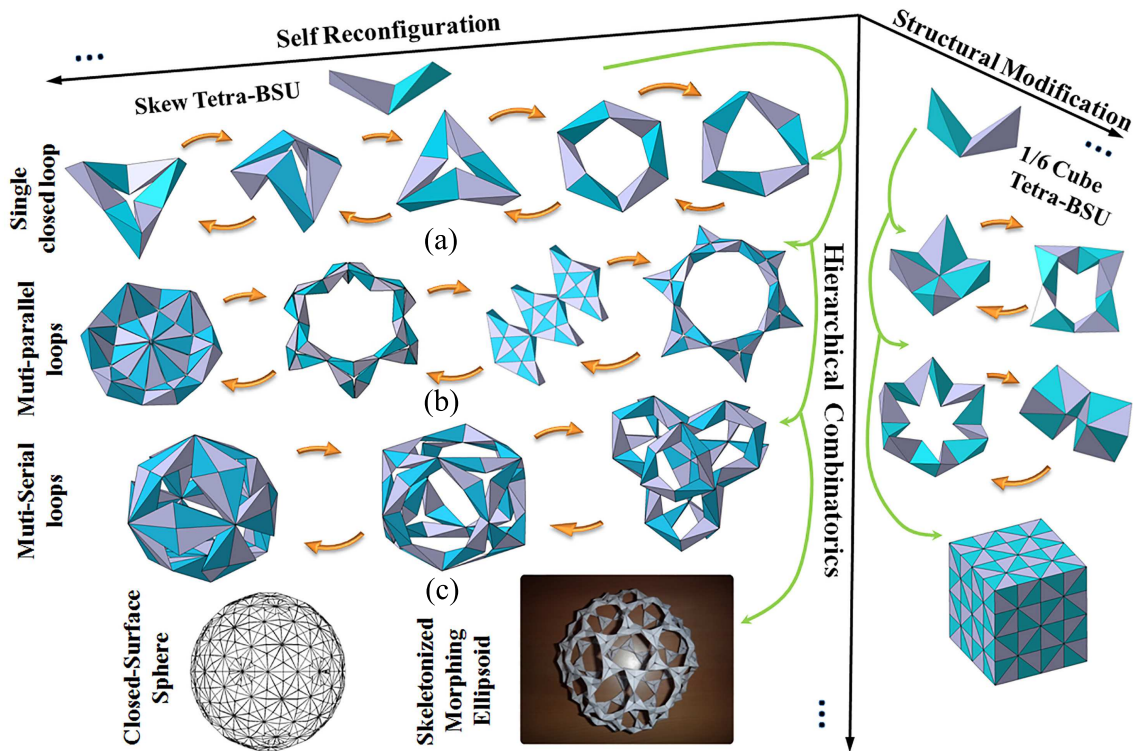 Self Reconfiguration
...
Structural Modification
...
Skew Tetra-BSU
1/6 Cube
Tetra-BSU
Single
closed loop
(a)
Muti-parallel
loops
(b)
Hierarchical Combinatorics
Muti-Serial
loops
(c)
Closed-Surface
Sphere
Skeletonized
Morphing
Ellipsoid
...